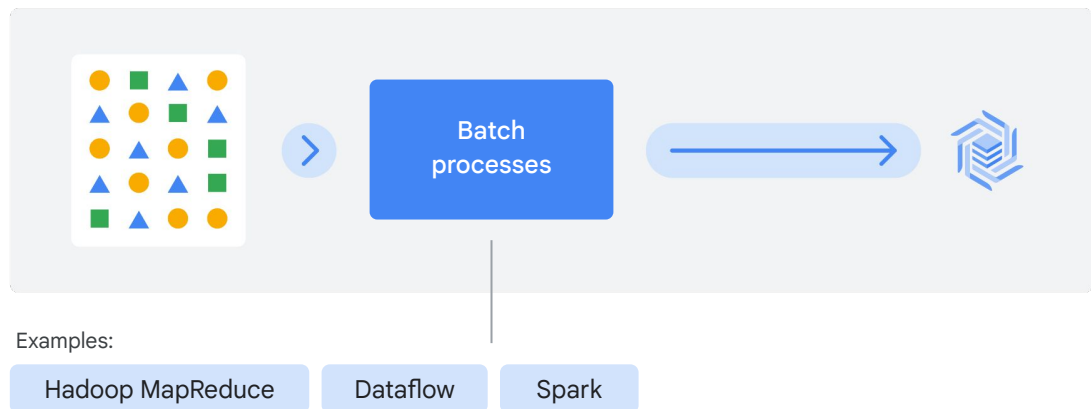 Batch
processes
Examples:
Hadoop MapReduce
Dataflow
Spark